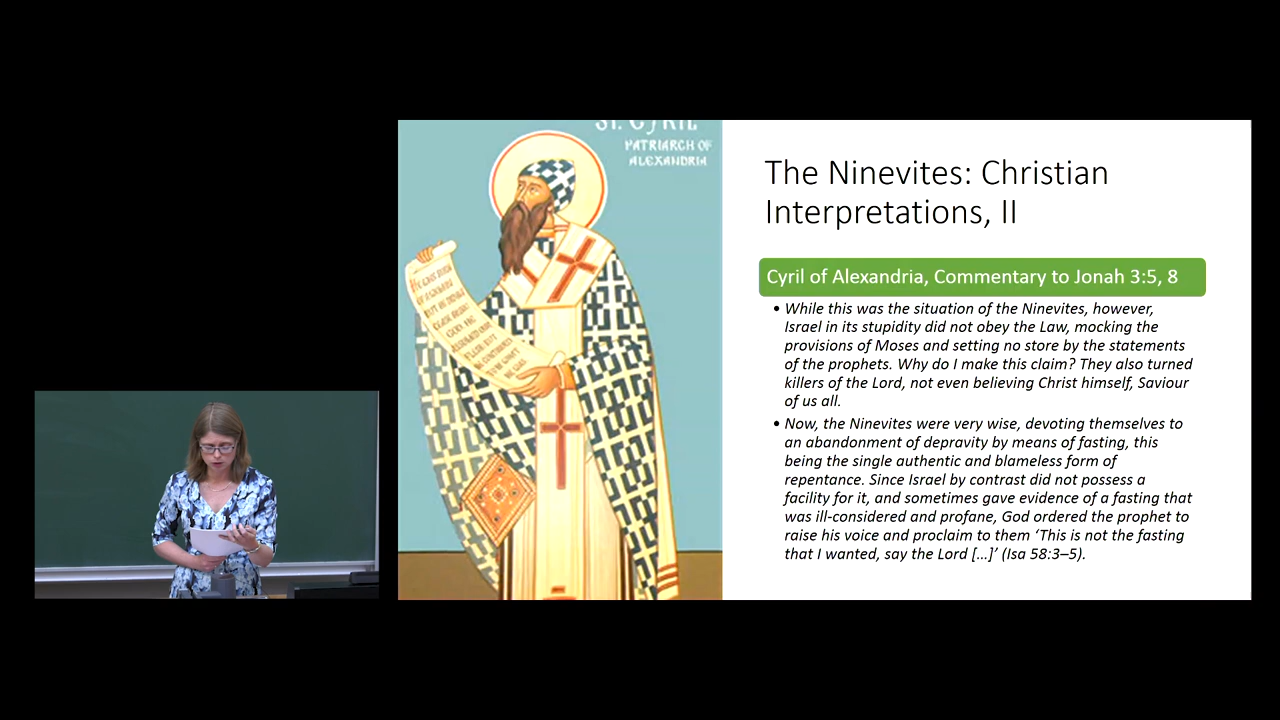 ST. CYRIL
PATRIARCH OF
ALEXANDRIA
The Ninevites: Christian
Interpretations, II
Cyril of Alexandria, Commentary to Jonah 3:5, 8
• While this was the situation of the Ninevites, however,
Israel in its stupidity did not obey the Law, mocking the
provisions of Moses and setting no store by the statements
of the prophets. Why do I make this claim? They also turned
killers of the Lord, not even believing Christ himself, Saviour
of us all.
• Now, the Ninevites were very wise, devoting themselves to
an abandonment of depravity by means of fasting, this
being the single authentic and blameless form of
repentance. Since Israel by contrast did not possess a
facility for it, and sometimes gave evidence of a fasting that
was ill-considered and profane, God ordered the prophet to
raise his voice and proclaim to them ‘This is not the fasting
that I wanted, say the Lord [...]’ (Isa 58:3–5).